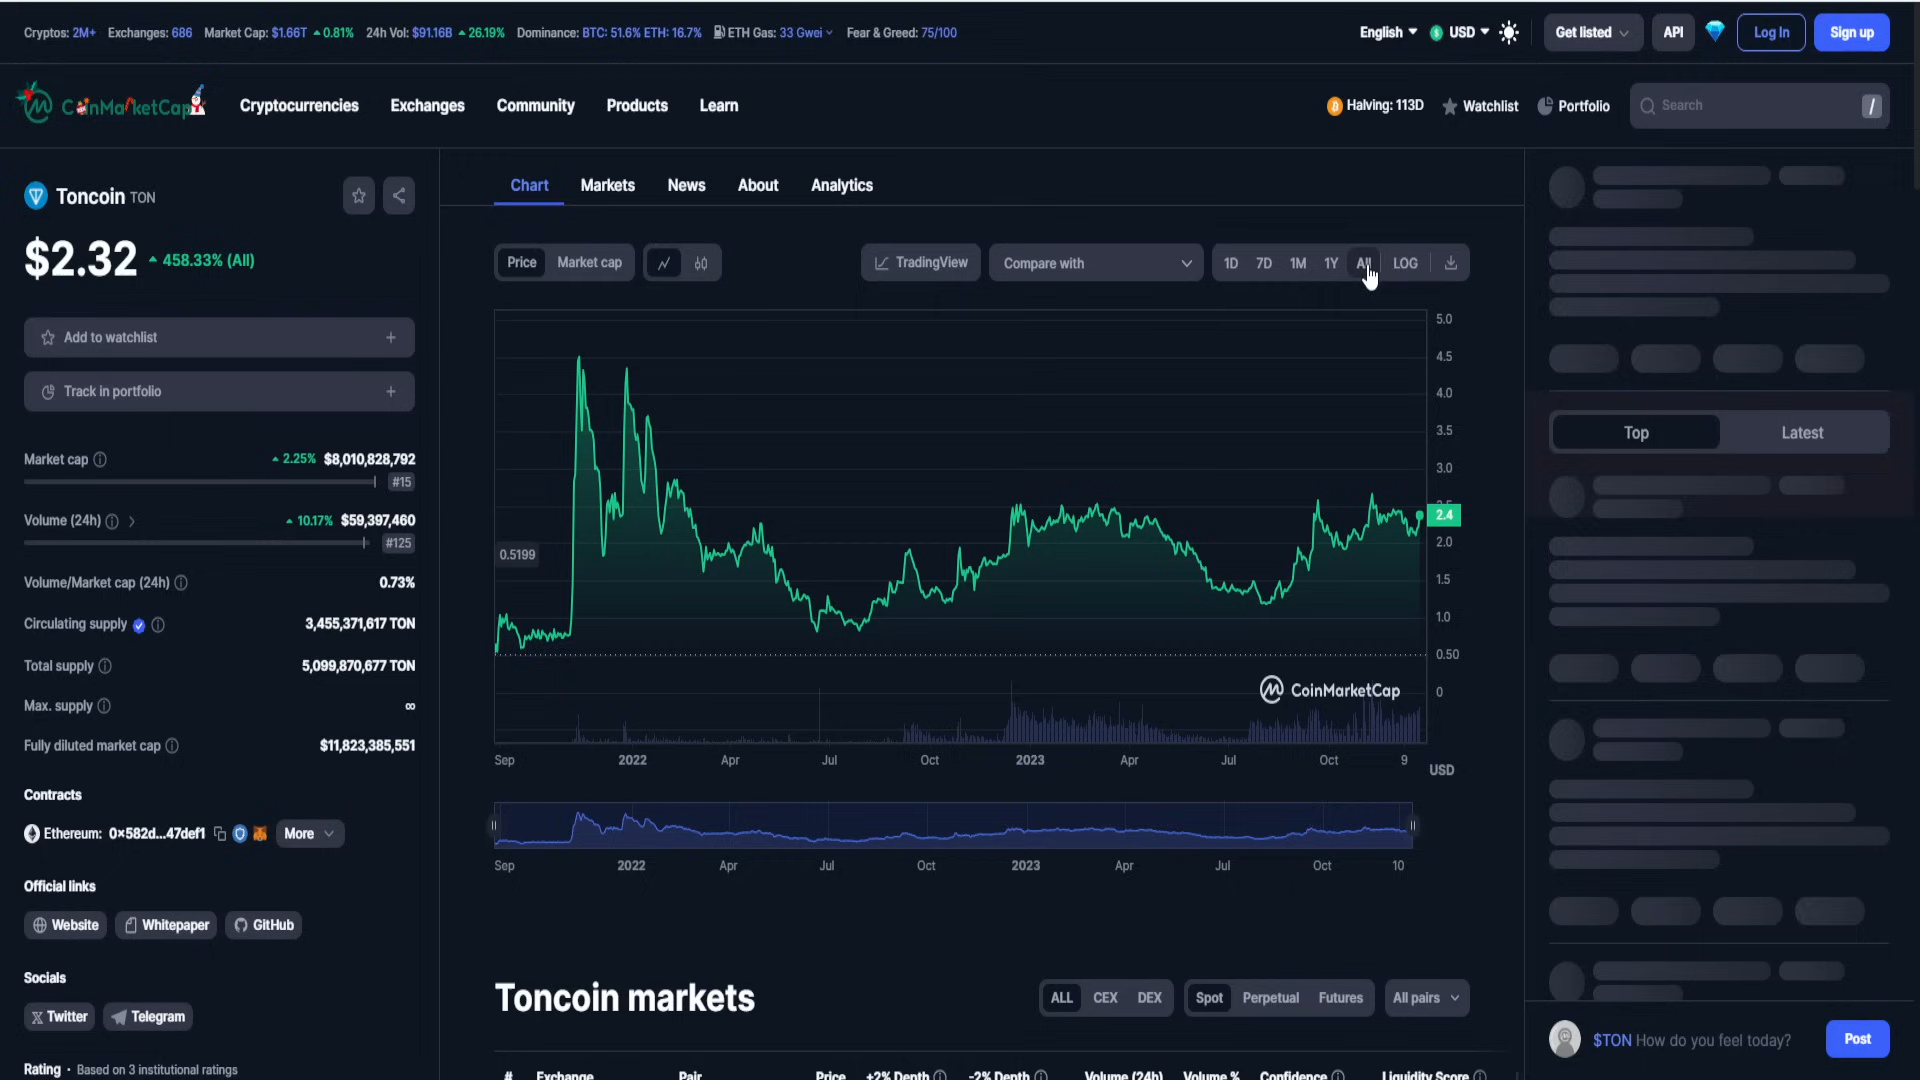 Cryptos: 2M+ Exchanges: 686 Market Cap: $1.66T 0.81% 24h Vol: $91.16B 26.19% Dominance: BTC: 51.6% ETH: 16.7% ETH Gas: 33 Gwei Fear & Greed: 75/100
English USD Get listed API Log In Sign up
CoinMarketCap Cryptocurrencies Exchanges Community Products Learn
Halving: 113D Watchlist Portfolio Search /
Toncoin TON
$2.32 458.33% (All)
Add to watchlist +
Track in portfolio +
Market cap 2.25% $8,010,828,792
#15
Volume (24h) 10.17% $59,397,460
#125
Volume/Market cap (24h) 0.73%
Circulating supply 3,455,371,617 TON
Total supply 5,099,870,677 TON
Max. supply ∞
Fully diluted market cap $11,823,385,551
Contracts
Ethereum: 0x582d...47def1 More
Official links
Website Whitepaper GitHub
Socials
Twitter Telegram
Rating • Based on 3 institutional ratings
Chart Markets News About Analytics
Price Market cap TradingView Compare with 1D 7D 1M 1Y All LOG
5.0
4.5
4.0
3.5
3.0
2.4
2.0
0.5199
1.5
1.0
0.50
0
CoinMarketCap
Sep 2022 Apr Jul Oct 2023 Apr Jul Oct 9
USD
Sep 2022 Apr Jul Oct 2023 Apr Jul Oct 10
Toncoin markets ALL CEX DEX Spot Perpetual Futures All pairs
# Exchange Pair Price +2% Depth -2% Depth Volume (24h) Volume % Confidence Liquidity Score
Top Latest
$TON How do you feel today? Post